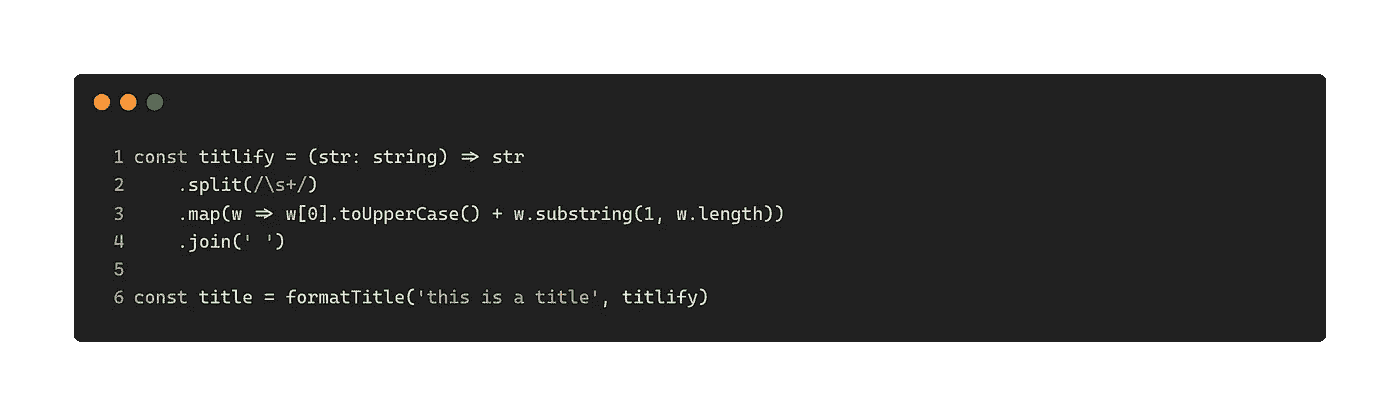 1 const titlify = (str: string) => str
2     .split(/\s+/)
3     .map(w => w[0].toUpperCase() + w.substring(1, w.length))
4     .join(' ')
5
6 const title = formatTitle('this is a title', titlify)